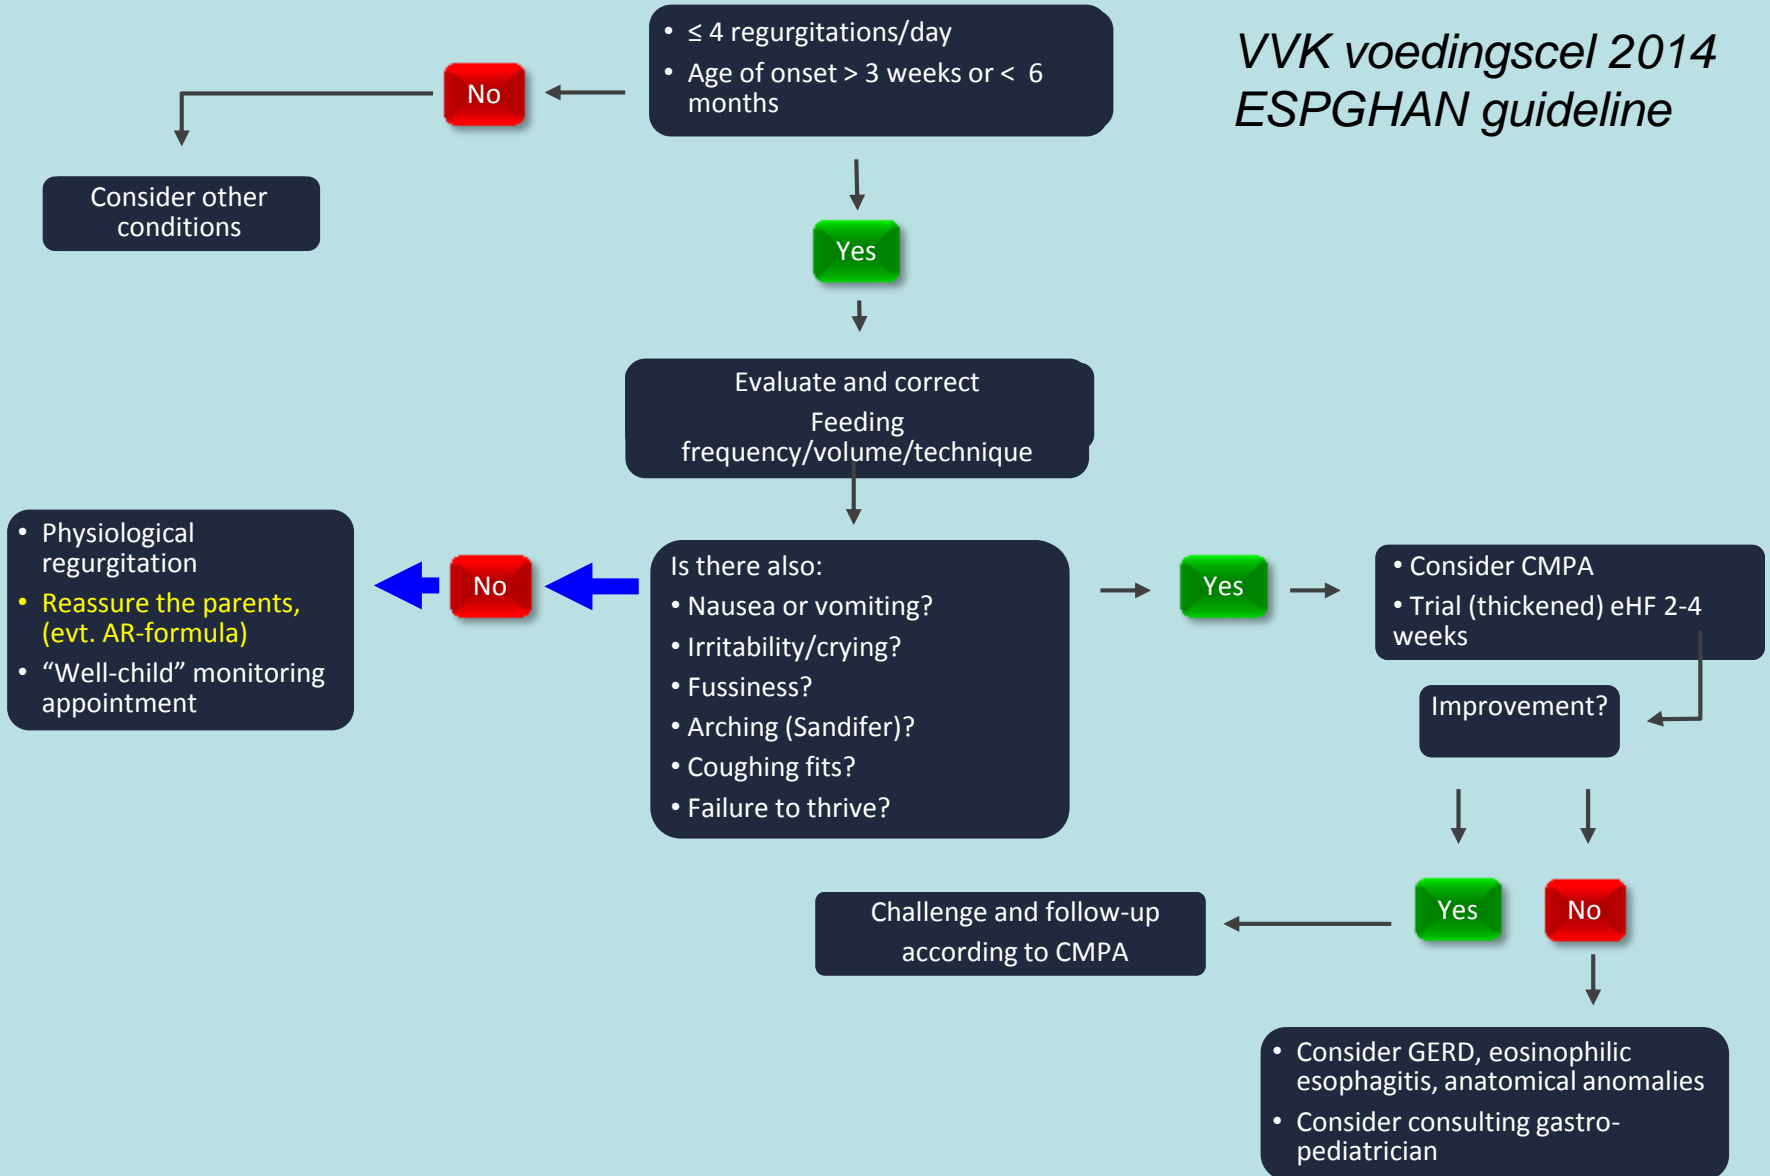 • ≤ 4 regurgitations/day
• Age of onset > 3 weeks or < 6
months
VVK voedingscel 2014
ESPGHAN guideline
No
Consider other
conditions
Yes
Evaluate and correct
Feeding
frequency/volume/technique
• Physiological
regurgitation
• Reassure the parents,
(evt. AR-formula)
• “Well-child” monitoring
appointment
No
Is there also:
• Nausea or vomiting?
• Irritability/crying?
• Fussiness?
• Arching (Sandifer)?
• Coughing fits?
• Failure to thrive?
Yes
• Consider CMPA
• Trial (thickened) eHF 2-4
weeks
Improvement?
Yes
No
Challenge and follow-up
according to CMPA
• Consider GERD, eosinophilic
esophagitis, anatomical anomalies
• Consider consulting gastro-
pediatrician